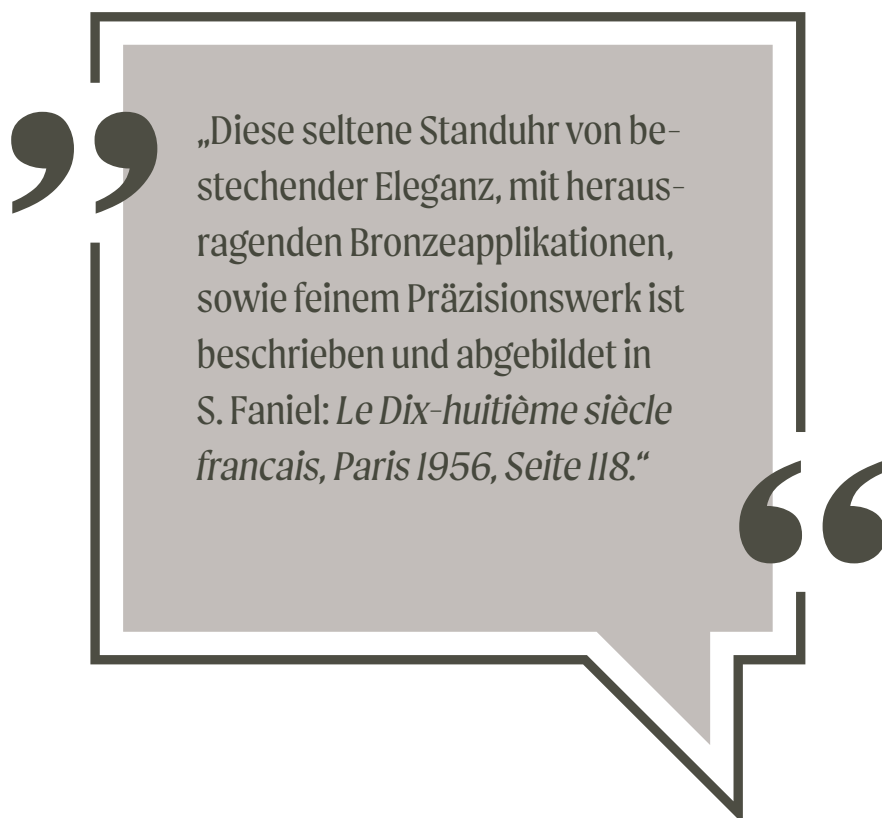 „Diese seltene Standuhr von be-
stechender Eleganz, mit heraus-
ragenden Bronzeapplikationen,
sowie feinem Präzisionswerk ist
beschrieben und abgebildet in
S. Faniel: Le Dix-huitième siècle
francais, Paris 1956, Seite 118.“